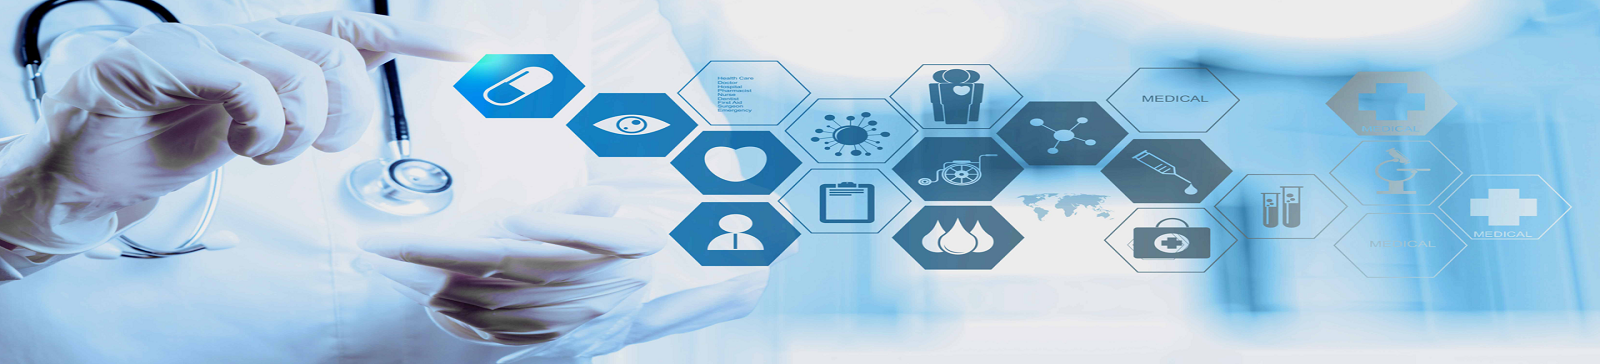 Health Care
Doctor
Hospital
Pharmacist
Nurse
Dentist
First Aid
Surgeon
Emergency
MEDICAL
MEDICAL
MEDICAL
MEDICAL